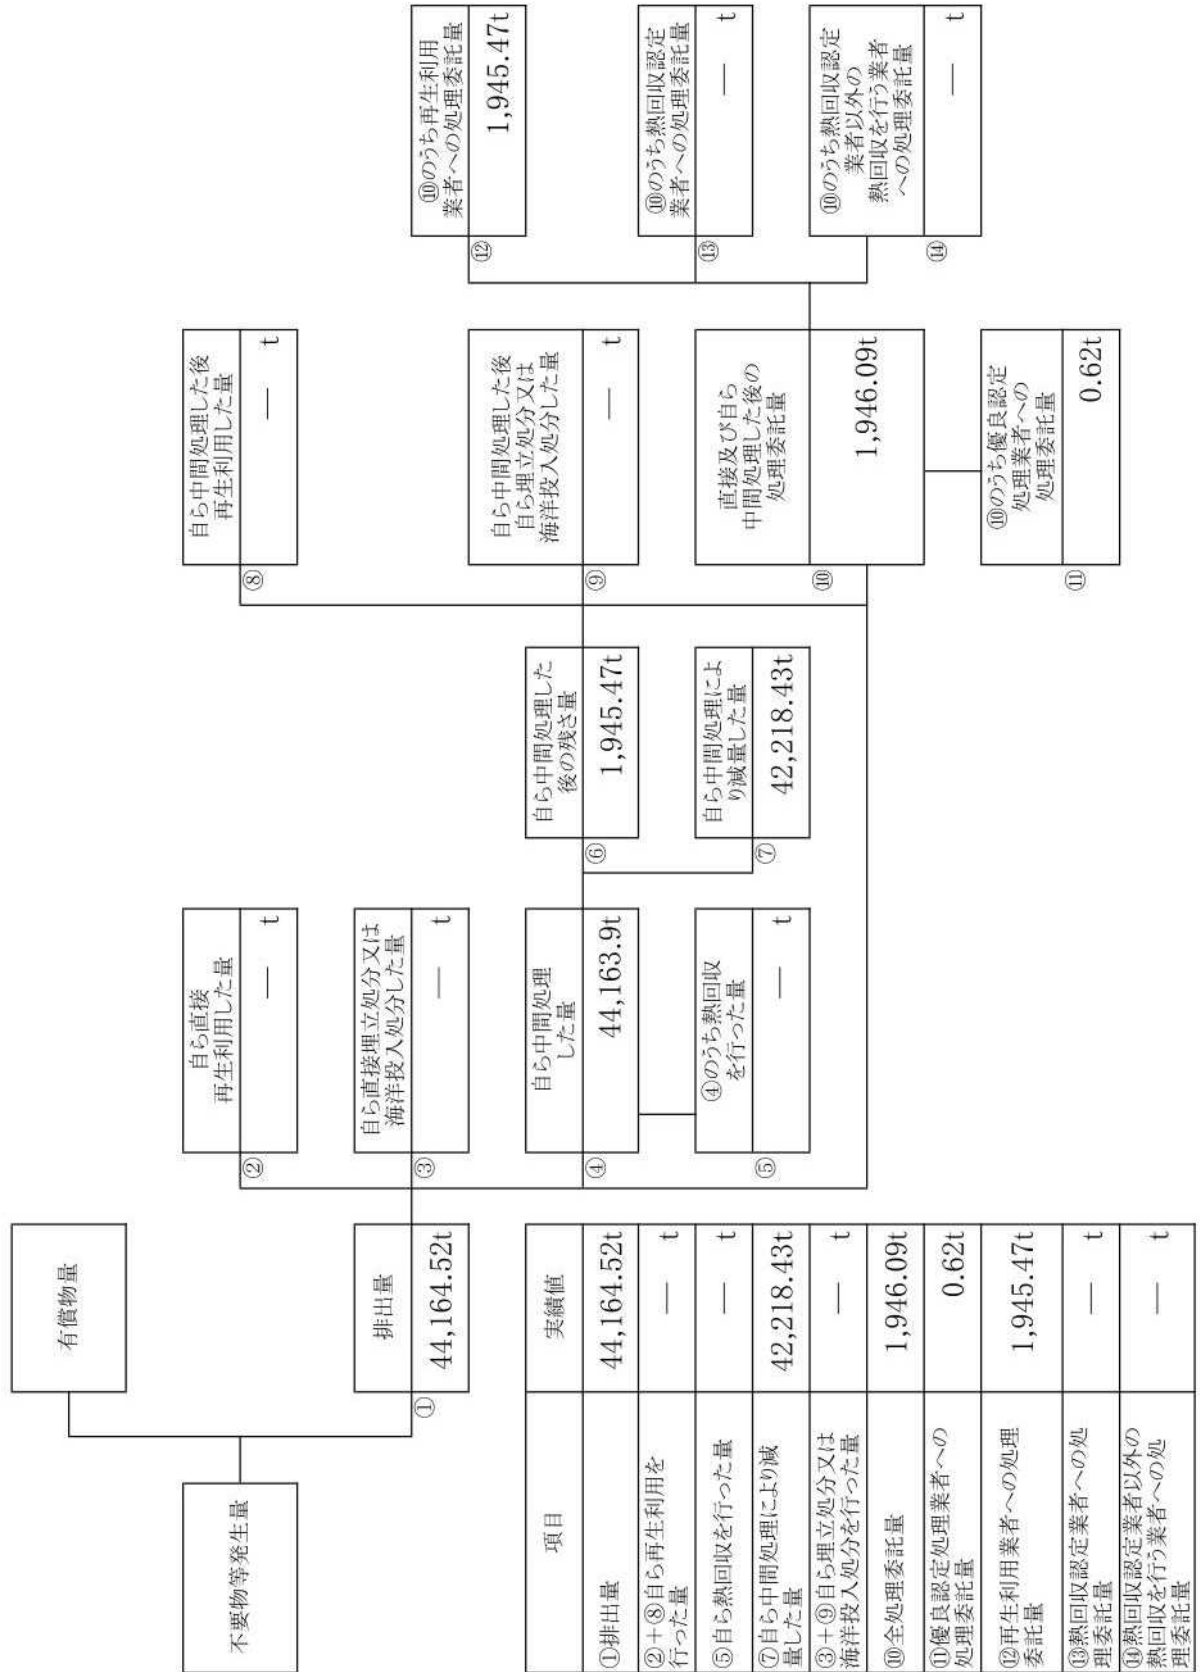 不要物等発生量
有償物量
排出量
①
44,164.52t
自ら直接
再生利用した量
②
― t
自ら直接埋立処分又は
海洋投入処分した量
③
― t
自ら中間処理
した量
④
44,163.9t
④のうち熱回収
を行った量
⑤
― t
自ら中間処理した
後の残さ量
⑥
1,945.47t
自ら中間処理によ
り減量した量
⑦
42,218.43t
自ら中間処理した後
再生利用した量
⑧
― t
自ら中間処理した後
自ら埋立処分又は
海洋投入処分した量
⑨
― t
直接及び自ら
中間処理した後の
処理委託量
⑩
1,946.09t
⑩のうち優良認定
処理業者への
処理委託量
⑪
0.62t
⑩のうち再生利用
業者への処理委託量
⑫
1,945.47t
⑩のうち熱回収認定
業者への処理委託量
⑬
― t
⑩のうち熱回収認定
業者以外の
熱回収を行う業者
への処理委託量
⑭
― t
項目 実績値
①排出量 44,164.52t
②+⑧自ら再生利用を
行った量 ― t
⑤自ら熱回収を行った量 ― t
⑦自ら中間処理により減
量した量 42,218.43t
③+⑨自ら埋立処分又は
海洋投入処分を行った量 ― t
⑩全処理委託量 1,946.09t
⑪優良認定処理業者への
処理委託量 0.62t
⑫再生利用業者への処理
委託量 1,945.47t
⑬熱回収認定業者への処
理委託量 ― t
⑭熱回収認定業者以外の
熱回収を行う業者への処
理委託量 ― t